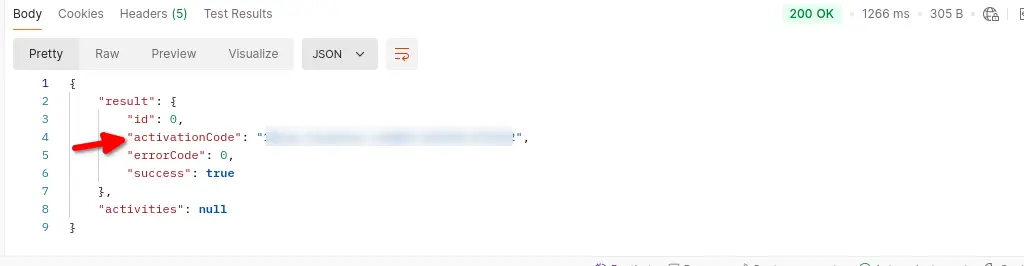 Body Cookies Headers (5) Test Results 200 OK 1266 ms 305 B
Pretty Raw Preview Visualize JSON
1 {
2 "result": {
3 "id": 0,
4 "activationCode": " ",
5 "errorCode": 0,
6 "success": true
7 },
8 "activities": null
9 }